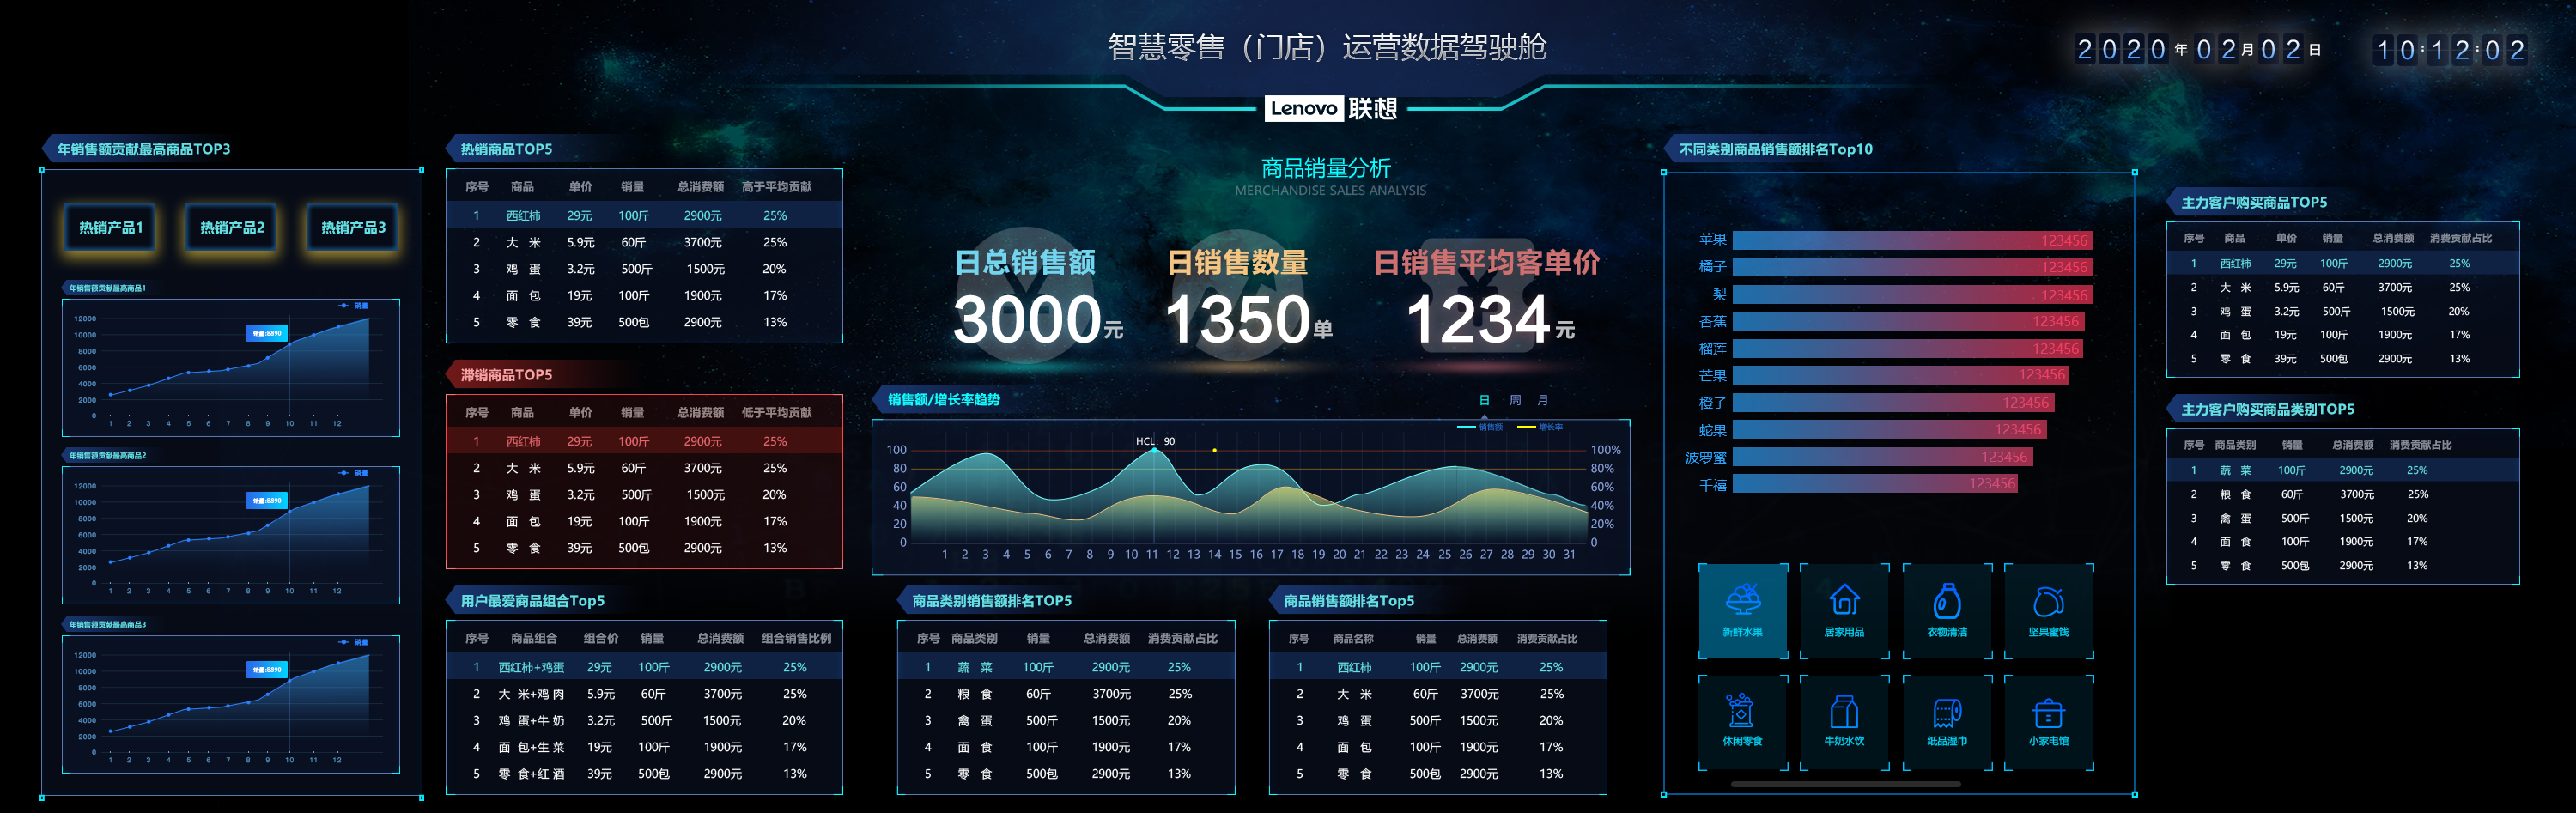 智慧零售（门店）运营数据驾驶舱
2020年02月02日 10:12:02
Lenovo 联想
年销售额贡献最高商品TOP3
热销产品1 热销产品2 热销产品3
年销售额贡献最高商品1
销量
销量:8890
12000
10000
8000
6000
4000
2000
0
1 2 3 4 5 6 7 8 9 10 11 12
年销售额贡献最高商品2
销量
销量:8890
12000
10000
8000
6000
4000
2000
0
1 2 3 4 5 6 7 8 9 10 11 12
年销售额贡献最高商品3
销量
销量:8890
12000
10000
8000
6000
4000
2000
0
1 2 3 4 5 6 7 8 9 10 11 12
热销商品TOP5
序号 商品 单价 销量 总消费额 高于平均贡献
1 西红柿 29元 100斤 2900元 25%
2 大 米 5.9元 60斤 3700元 25%
3 鸡 蛋 3.2元 500斤 1500元 20%
4 面 包 19元 100斤 1900元 17%
5 零 食 39元 500包 2900元 13%
滞销商品TOP5
序号 商品 单价 销量 总消费额 低于平均贡献
1 西红柿 29元 100斤 2900元 25%
2 大 米 5.9元 60斤 3700元 25%
3 鸡 蛋 3.2元 500斤 1500元 20%
4 面 包 19元 100斤 1900元 17%
5 零 食 39元 500包 2900元 13%
用户最爱商品组合Top5
序号 商品组合 组合价 销量 总消费额 组合销售比例
1 西红柿+鸡蛋 29元 100斤 2900元 25%
2 大 米+鸡 肉 5.9元 60斤 3700元 25%
3 鸡 蛋+牛 奶 3.2元 500斤 1500元 20%
4 面 包+生 菜 19元 100斤 1900元 17%
5 零 食+红 酒 39元 500包 2900元 13%
商品销量分析
MERCHANDISE SALES ANALYSIS
日总销售额 日销售数量 日销售平均客单价
3000元 1350单 1234元
销售额/增长率趋势
日 周 月
销售额 增长率
HCL: 90
100 100%
80 80%
60 60%
40 40%
20 20%
0 0
1 2 3 4 5 6 7 8 9 10 11 12 13 14 15 16 17 18 19 20 21 22 23 24 25 26 27 28 29 30 31
商品类别销售额排名TOP5
序号 商品类别 销量 总消费额 消费贡献占比
1 蔬 菜 100斤 2900元 25%
2 粮 食 60斤 3700元 25%
3 禽 蛋 500斤 1500元 20%
4 面 食 100斤 1900元 17%
5 零 食 500包 2900元 13%
商品销售额排名Top5
序号 商品名称 销量 总消费额 消费贡献占比
1 西红柿 100斤 2900元 25%
2 大 米 60斤 3700元 25%
3 鸡 蛋 500斤 1500元 20%
4 面 包 100斤 1900元 17%
5 零 食 500包 2900元 13%
不同类别商品销售额排名Top10
苹果 123456
橘子 123456
梨 123456
香蕉 123456
榴莲 123456
芒果 123456
橙子 123456
蛇果 123456
波罗蜜 123456
千禧 123456
新鲜水果 居家用品 衣物清洁 坚果蜜饯
休闲零食 牛奶水饮 纸品湿巾 小家电馆
主力客户购买商品TOP5
序号 商品 单价 销量 总消费额 消费贡献占比
1 西红柿 29元 100斤 2900元 25%
2 大 米 5.9元 60斤 3700元 25%
3 鸡 蛋 3.2元 500斤 1500元 20%
4 面 包 19元 100斤 1900元 17%
5 零 食 39元 500包 2900元 13%
主力客户购买商品类别TOP5
序号 商品类别 销量 总消费额 消费贡献占比
1 蔬 菜 100斤 2900元 25%
2 粮 食 60斤 3700元 25%
3 禽 蛋 500斤 1500元 20%
4 面 食 100斤 1900元 17%
5 零 食 500包 2900元 13%